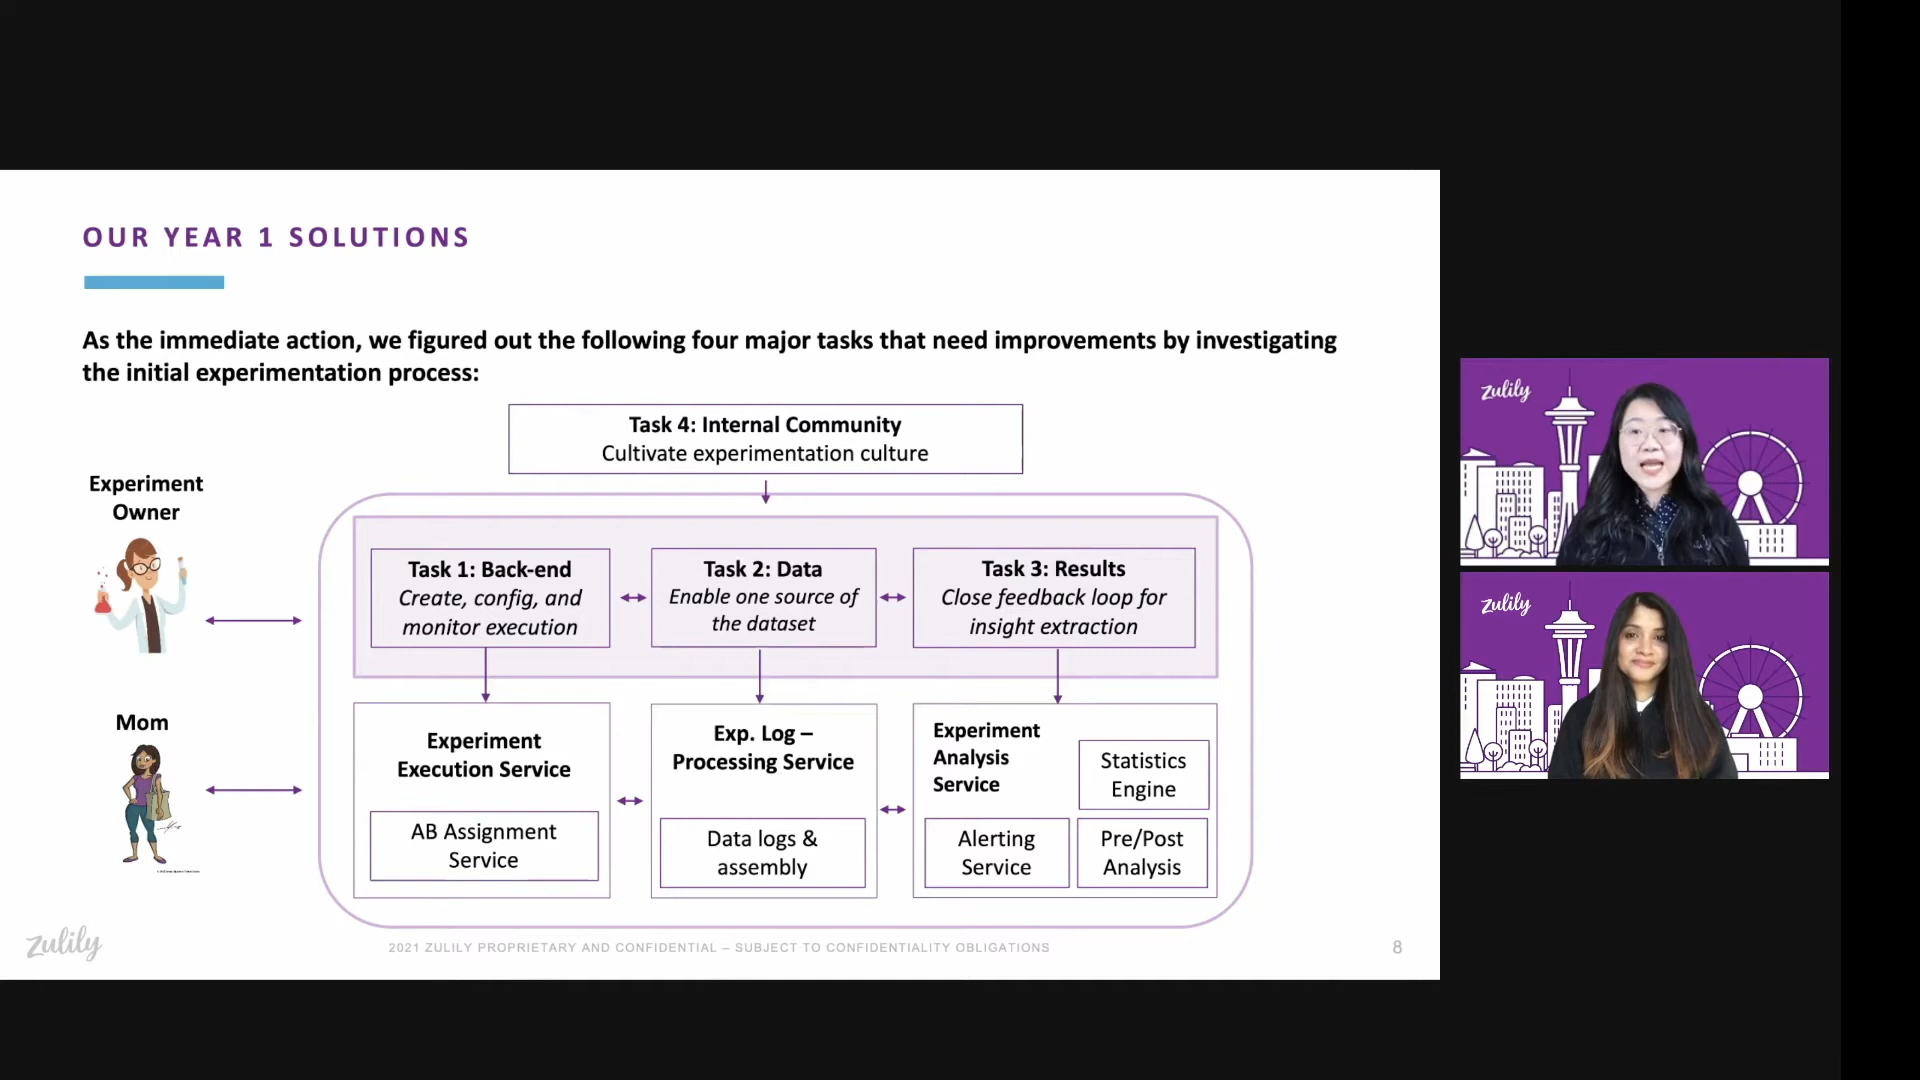 OUR YEAR 1 SOLUTIONS
As the immediate action, we figured out the following four major tasks that need improvements by investigating
the initial experimentation process:
Task 4: Internal Community
Cultivate experimentation culture
Experiment
Owner
Task 1: Back-end
Create, config, and
monitor execution
Task 2: Data
Enable one source of
the dataset
Task 3: Results
Close feedback loop for
insight extraction
Mom
Experiment
Execution Service
AB Assignment
Service
Exp. Log –
Processing Service
Data logs &
assembly
Experiment
Analysis
Service
Statistics
Engine
Alerting
Service
Pre/Post
Analysis
zulily
2021 ZULILY PROPRIETARY AND CONFIDENTIAL – SUBJECT TO CONFIDENTIALITY OBLIGATIONS
8
zulily
zulily